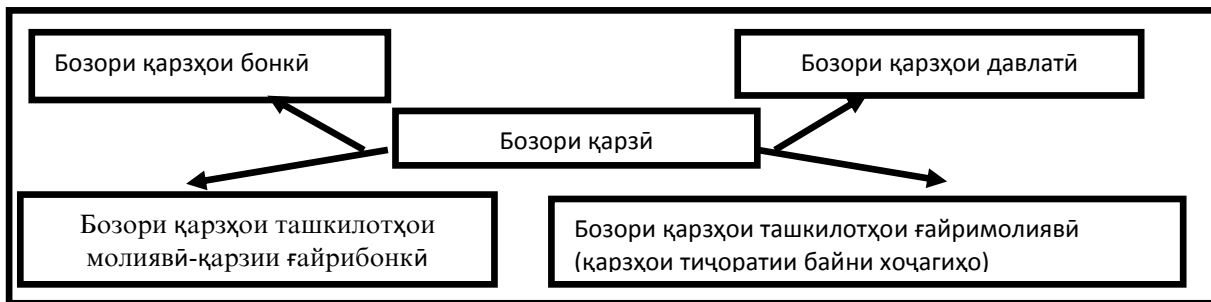 Бозори қарзҳои бонкӣ
Бозори қарзҳои давлатӣ
Бозори қарзӣ
Бозори қарзҳои ташкилотҳои
молиявӣ-қарзии ғайрибонкӣ
Бозори қарзҳои ташкилотҳои ғайримолиявӣ
(қарзҳои тиҷоратии байни хоҷагиҳо)